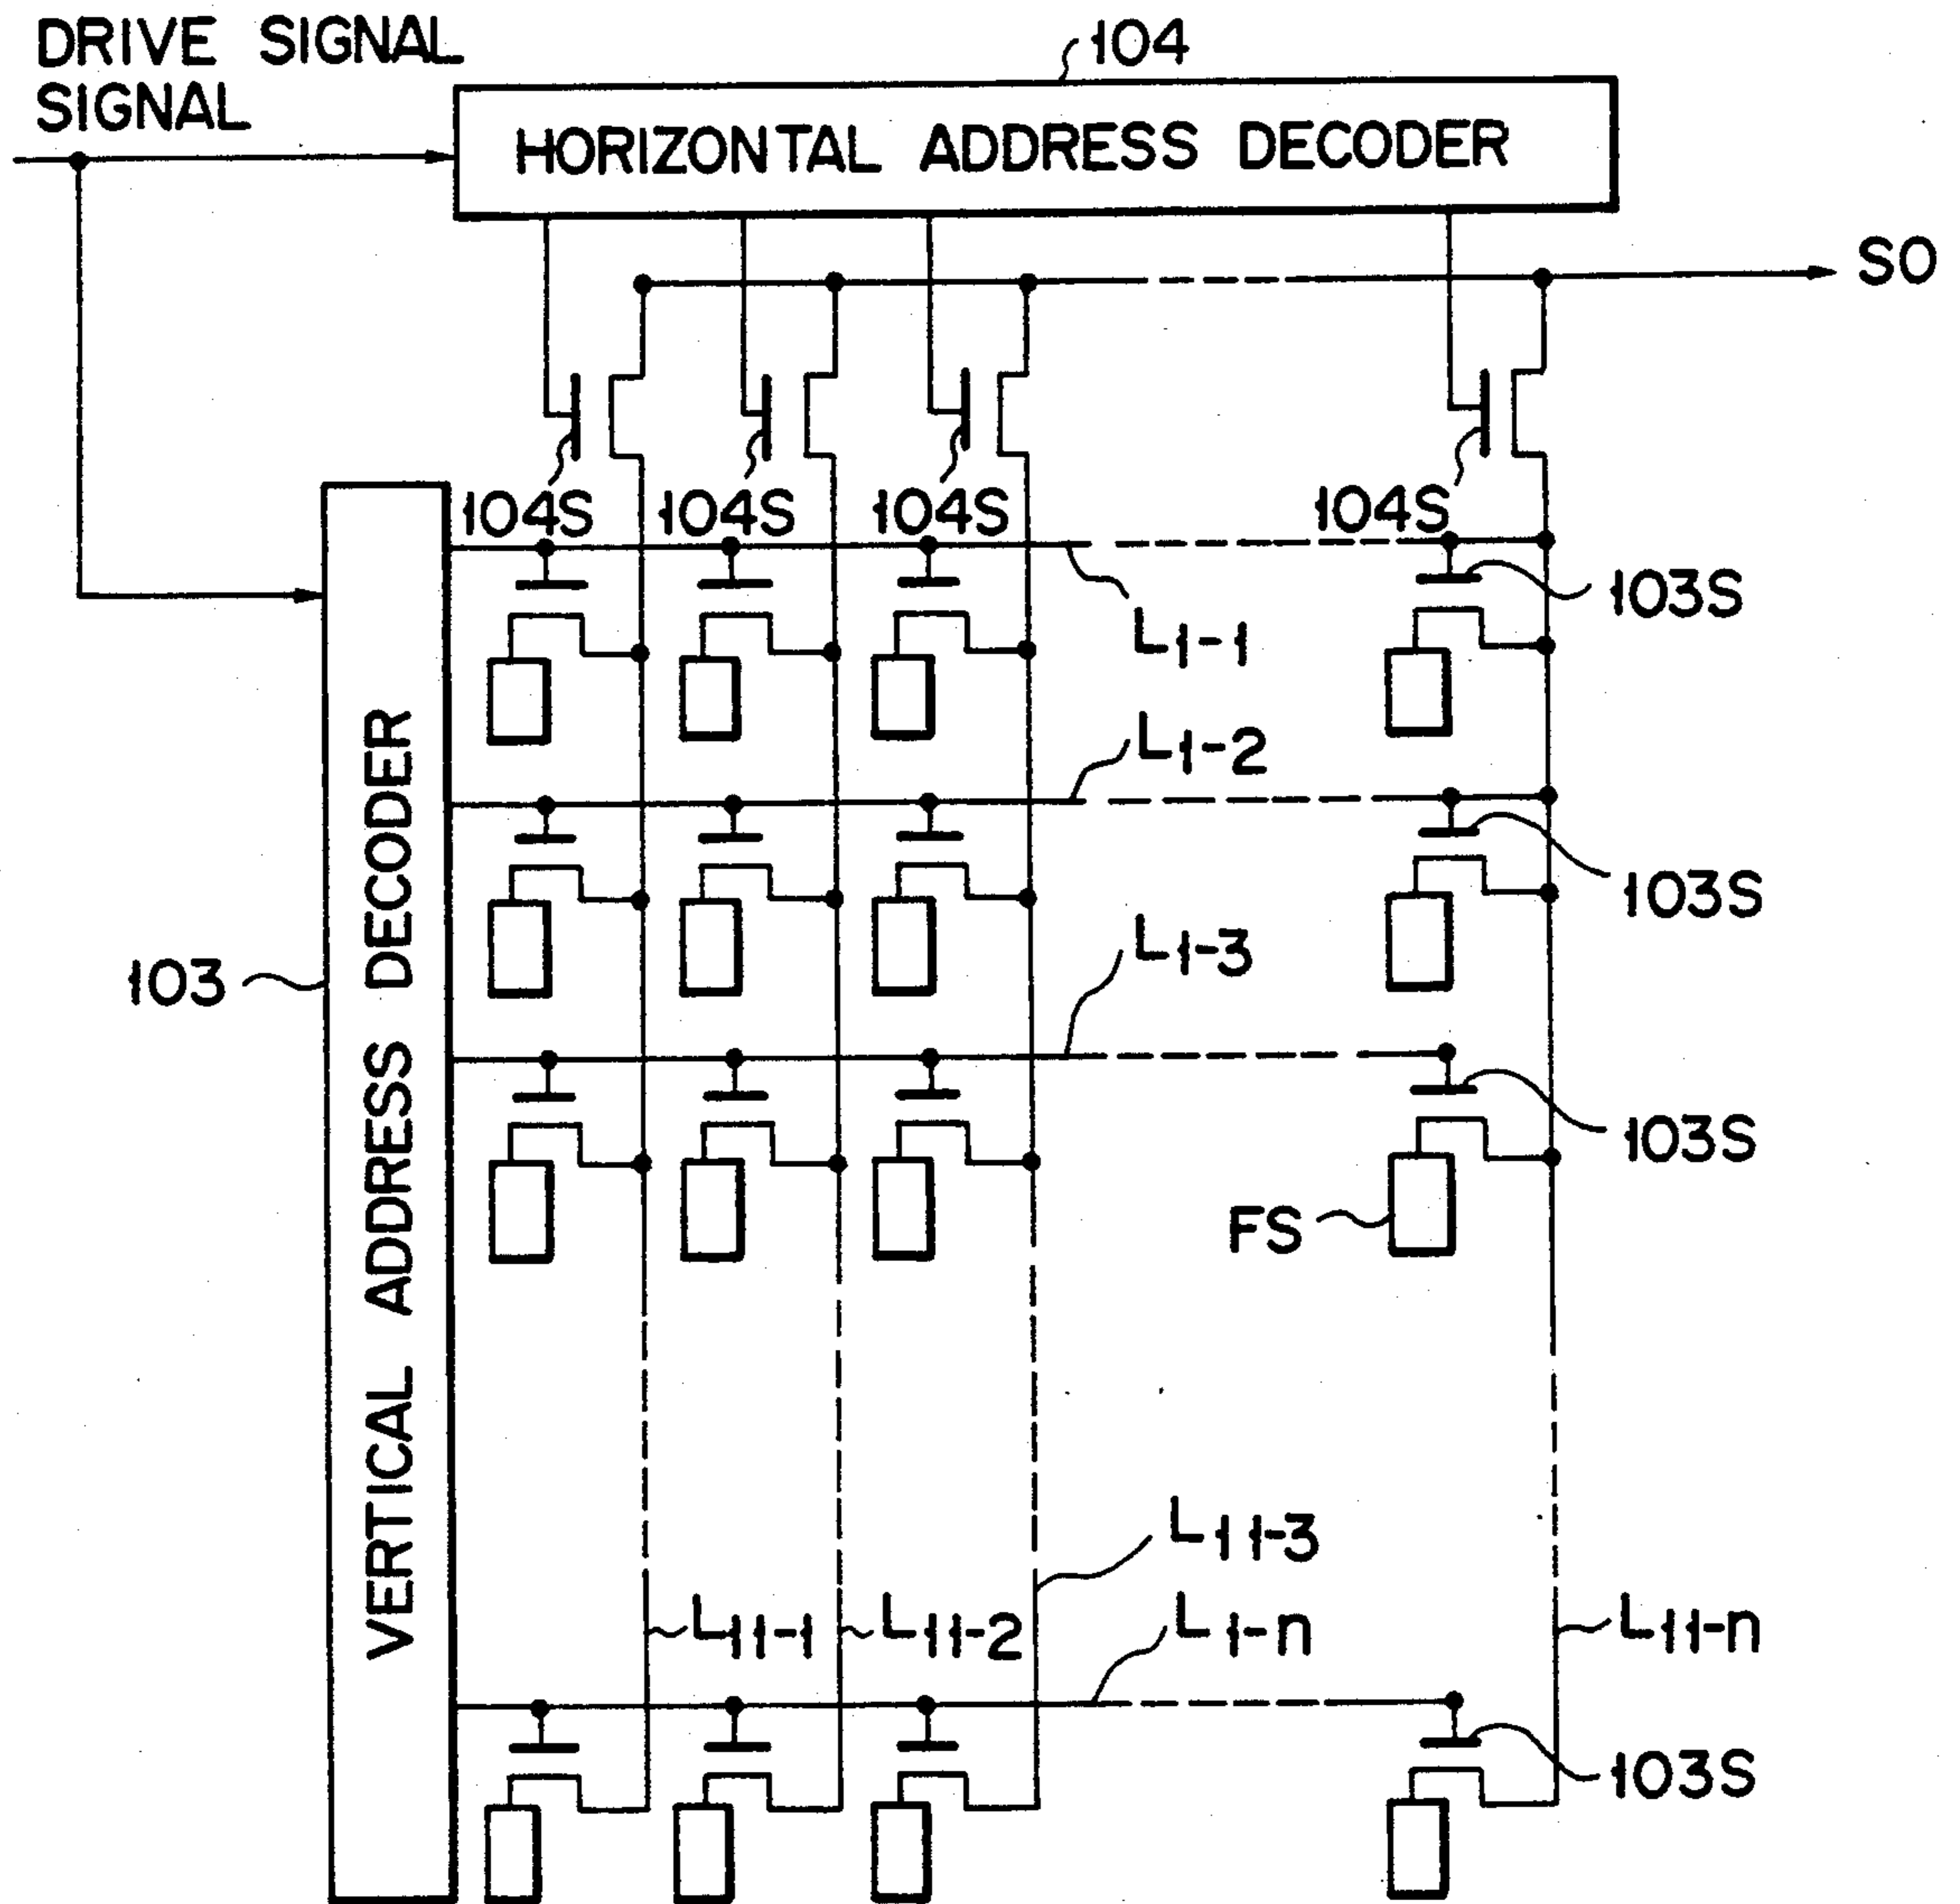 DRIVE SIGNAL
SIGNAL
104
HORIZONTAL ADDRESS DECODER
SO
104S 104S 104S 104S
103S
L1-1
L1-2
103S
L1-3
103
VERTICAL ADDRESS DECODER
103S
FS
L11-3
L11-1 L11-2 L1-n L11-n
103S